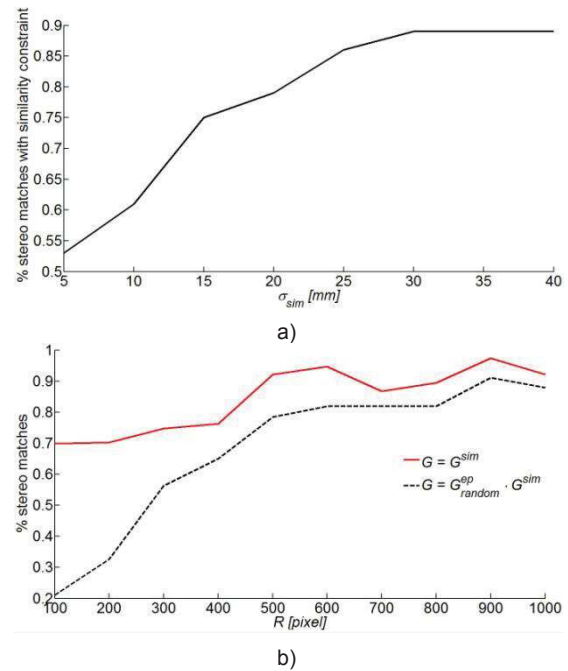 % stereo matches with similarity constraint
0.9
0.85
0.8
0.75
0.7
0.65
0.6
0.55
0.5
5 10 15 20 25 30 35 40
σsim [mm]
a)
% stereo matches
1
0.9
0.8
0.7
0.6
0.5
0.4
0.3
0.2
G = G^sim
G = G^ep_random · G^sim
100 200 300 400 500 600 700 800 900 1000
R [pixel]
b)